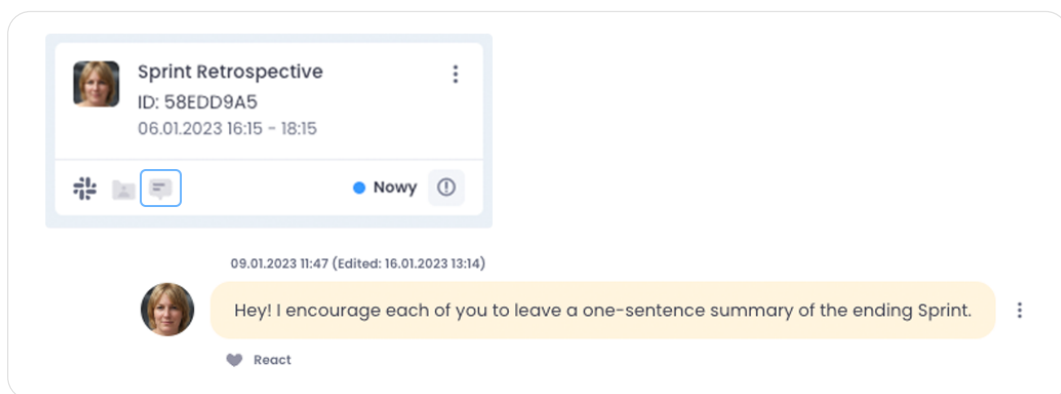 Sprint Retrospective
ID: 58EDD9A5
06.01.2023 16:15 - 18:15
Nowy
09.01.2023 11:47 (Edited: 16.01.2023 13:14)
Hey! I encourage each of you to leave a one-sentence summary of the ending Sprint.
React